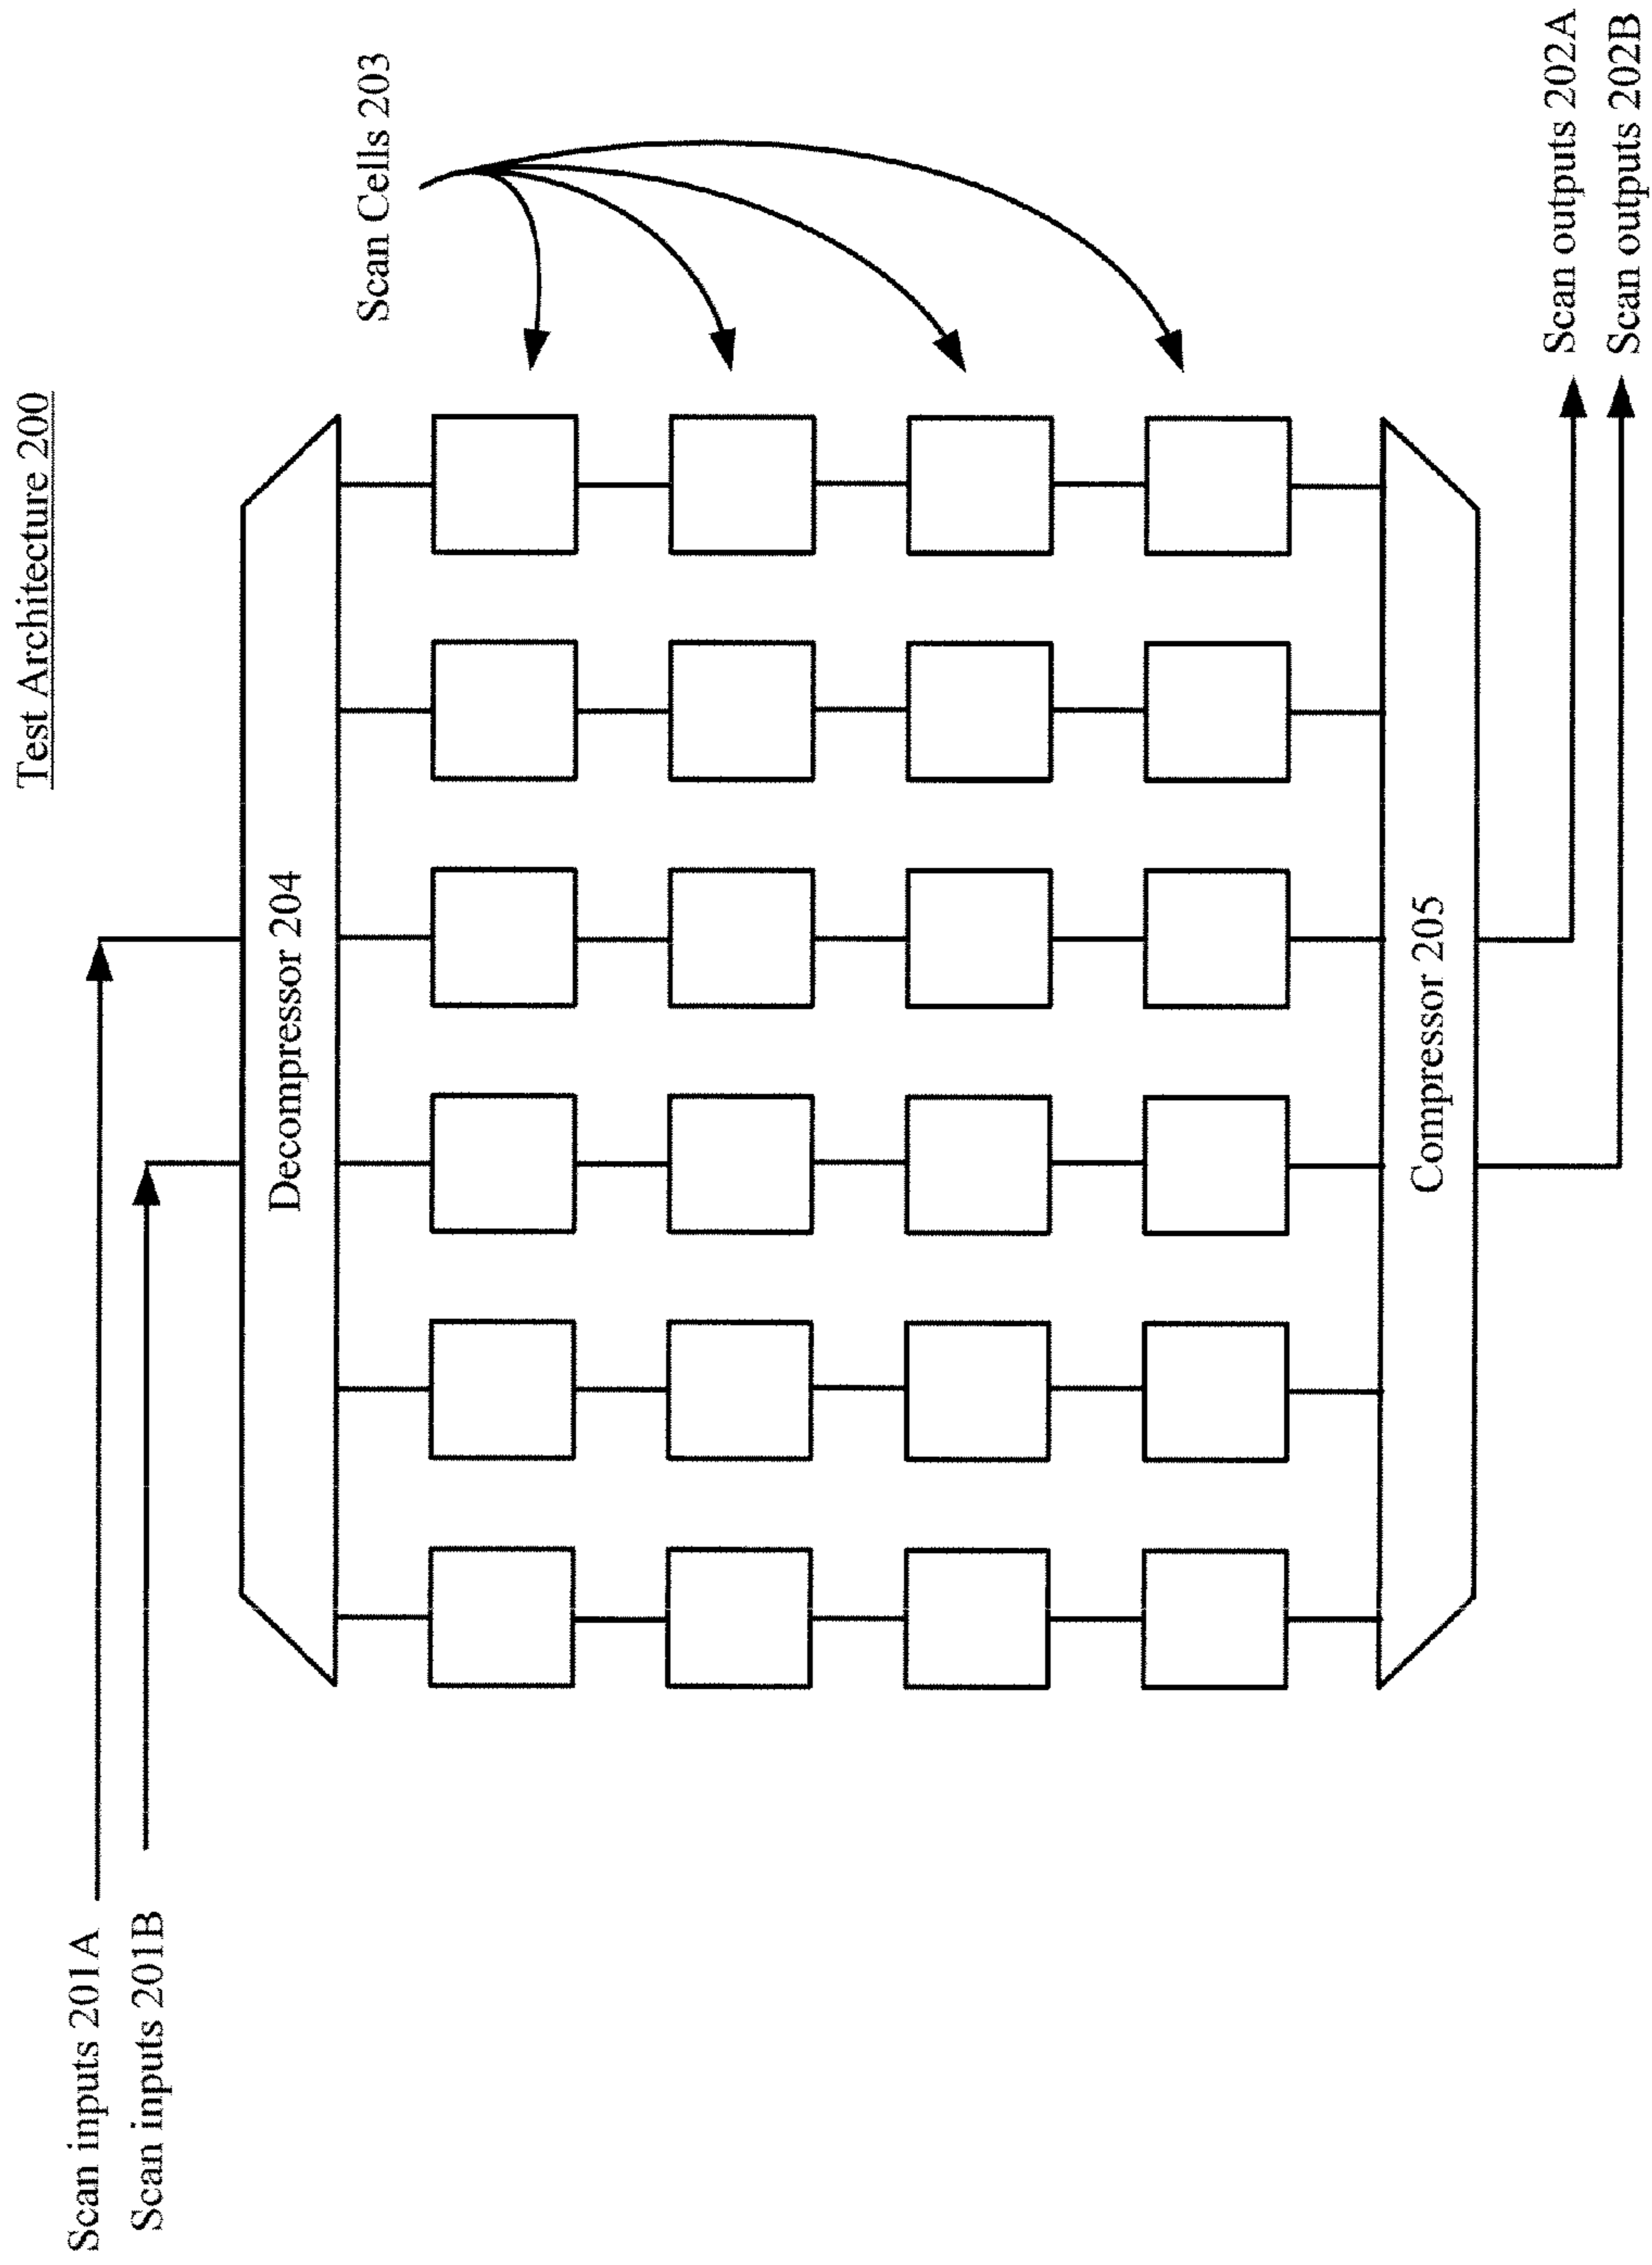 Test Architecture 200
Scan inputs 201A
Scan inputs 201B
Decompressor 204
Scan Cells 203
Compressor 205
Scan outputs 202A
Scan outputs 202B